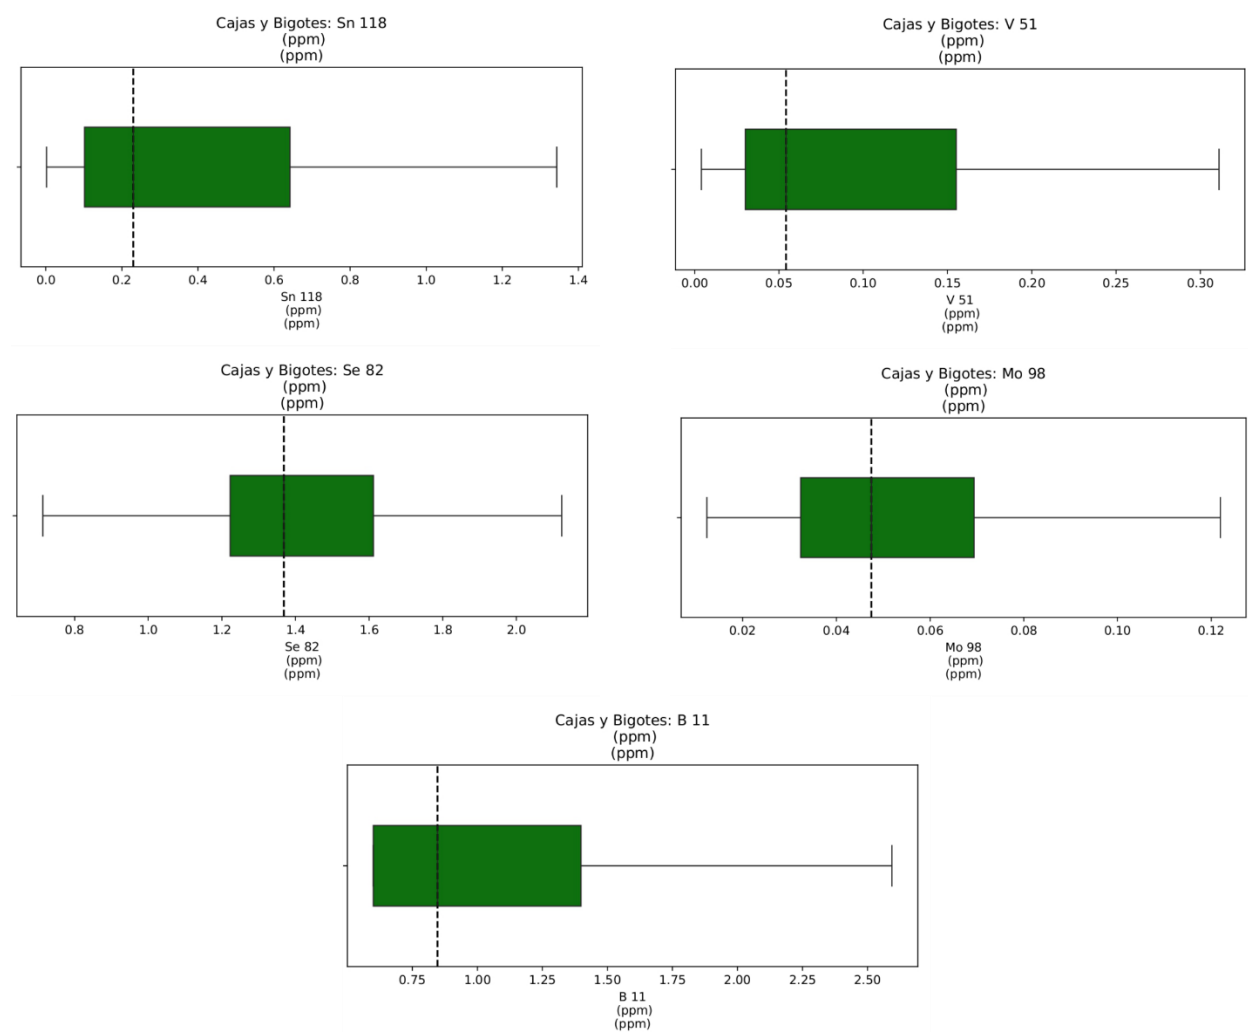 Cajas y Bigotes: Sn 118
(ppm)
(ppm)
0.0 0.2 0.4 0.6 0.8 1.0 1.2 1.4
Sn 118
(ppm)
(ppm)
Cajas y Bigotes: V 51
(ppm)
(ppm)
0.00 0.05 0.10 0.15 0.20 0.25 0.30
V 51
(ppm)
(ppm)
Cajas y Bigotes: Se 82
(ppm)
(ppm)
0.8 1.0 1.2 1.4 1.6 1.8 2.0
Se 82
(ppm)
(ppm)
Cajas y Bigotes: Mo 98
(ppm)
(ppm)
0.02 0.04 0.06 0.08 0.10 0.12
Mo 98
(ppm)
(ppm)
Cajas y Bigotes: B 11
(ppm)
(ppm)
0.75 1.00 1.25 1.50 1.75 2.00 2.25 2.50
B 11
(ppm)
(ppm)